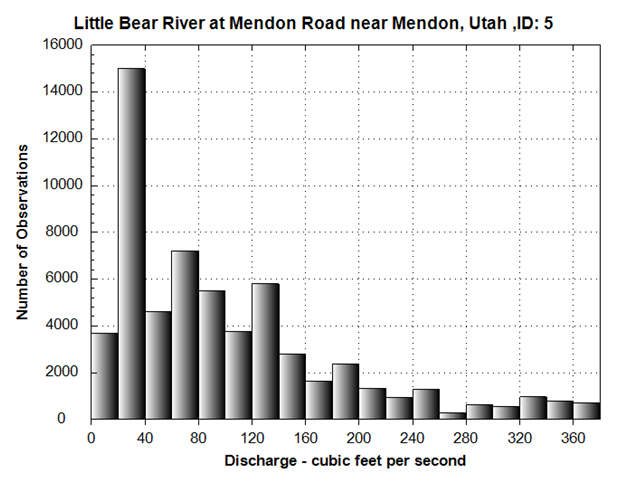 Little Bear River at Mendon Road near Mendon, Utah ,ID: 5
16000
14000
12000
10000
8000
6000
4000
2000
0
Number of Observations
0 40 80 120 160 200 240 280 320 360
Discharge - cubic feet per second